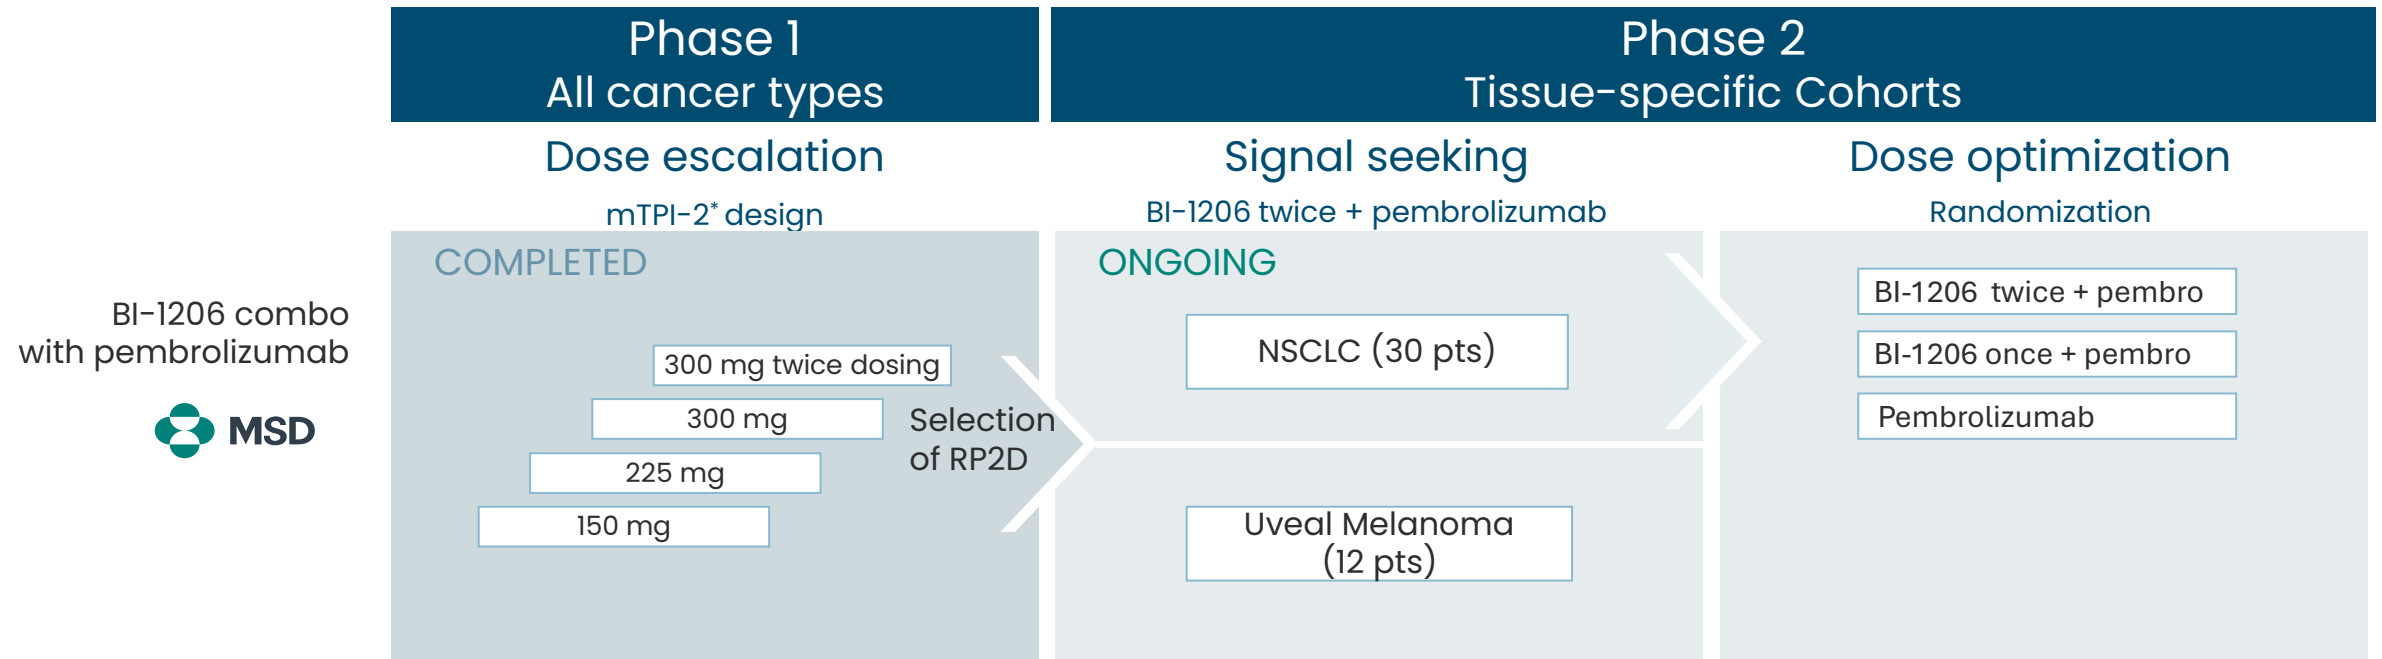 Phase 1
All cancer types
Phase 2
Tissue-specific Cohorts
Dose escalation
mTPI-2* design
Signal seeking
BI-1206 twice + pembrolizumab
Dose optimization
Randomization
BI-1206 combo
with pembrolizumab
MSD
COMPLETED
300 mg twice dosing
300 mg
225 mg
150 mg
Selection
of RP2D
ONGOING
NSCLC (30 pts)
Uveal Melanoma
(12 pts)
BI-1206 twice + pembro
BI-1206 once + pembro
Pembrolizumab